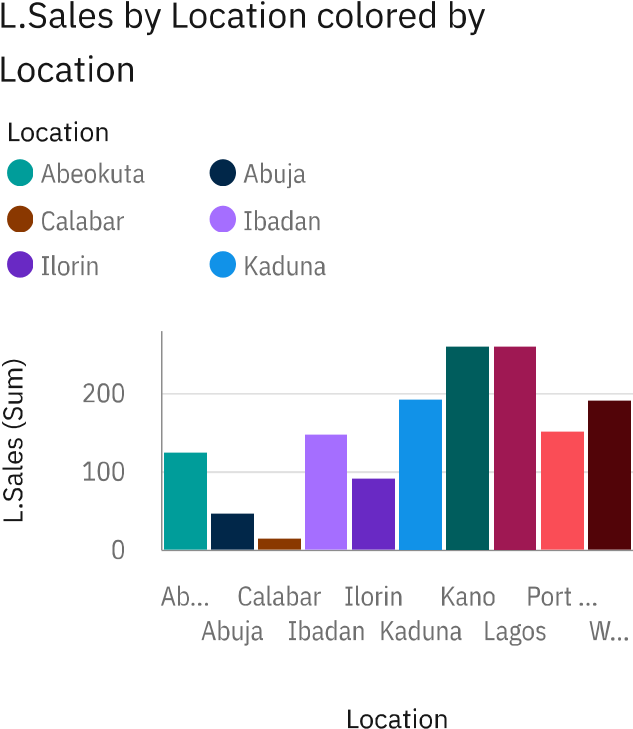 L.Sales by Location colored by
Location
Location
Abeokuta Abuja
Calabar Ibadan
Ilorin Kaduna
L.Sales (Sum)
200
100
0
Ab... Calabar Ilorin Kano Port ...
Abuja Ibadan Kaduna Lagos W...
Location